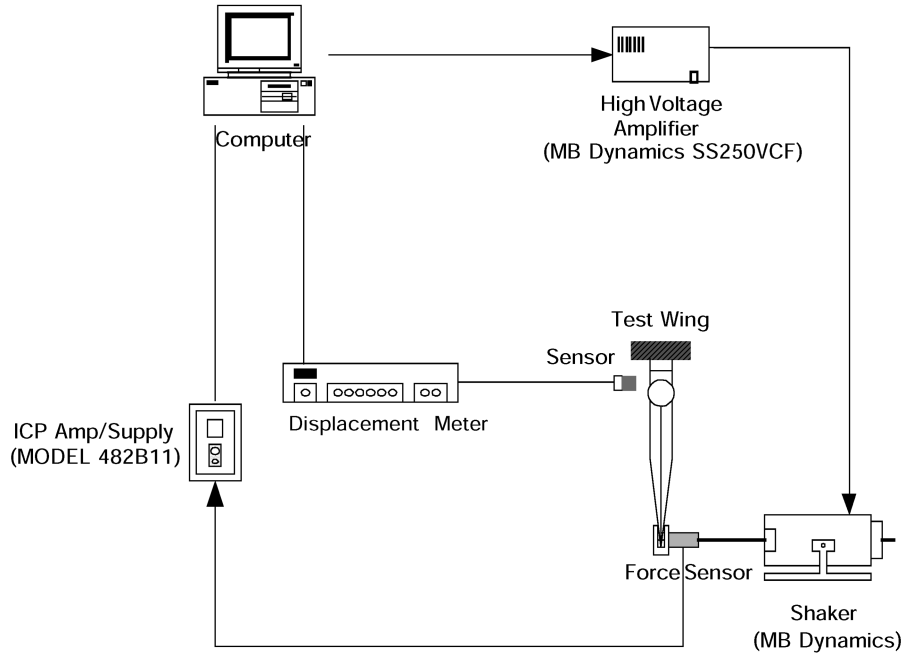 Computer
High Voltage
Amplifier
(MB Dynamics SS250VCF)
Test Wing
Sensor
Displacement Meter
ICP Amp/Supply
(MODEL 482B11)
Force Sensor
Shaker
(MB Dynamics)